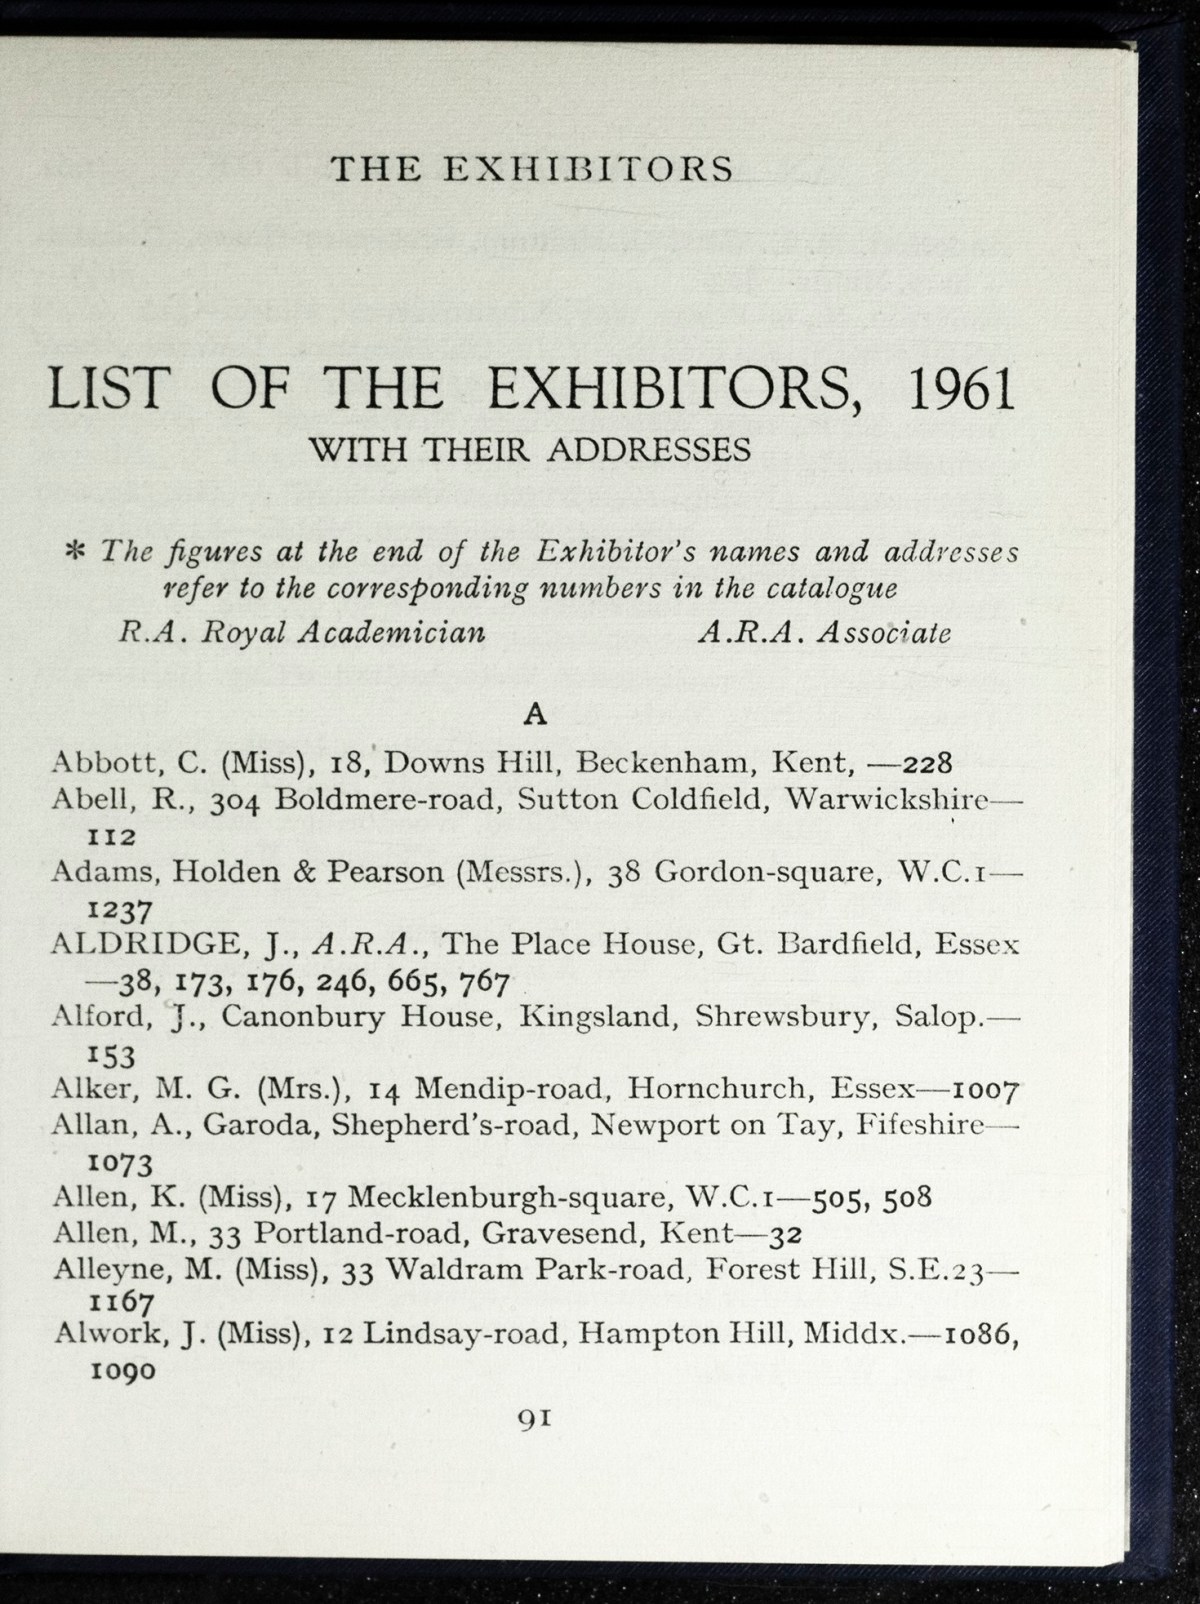 THE EXHIBITORS
LIST OF THE EXHIBITORS, 1961
WITH THEIR ADDRESSES
* The figures at the end of the Exhibitor's names and addresses
refer to the corresponding numbers in the catalogue
R.A. Royal Academician A.R.A. Associate
A
Abbott, C. (Miss), 18, Downs Hill, Beckenham, Kent, —228
Abell, R., 304 Boldmere-road, Sutton Coldfield, Warwickshire—
112
Adams, Holden & Pearson (Messrs.), 38 Gordon-square, W.C.1—
1237
ALDRIDGE, J., A.R.A., The Place House, Gt. Bardfield, Essex
—38, 173, 176, 246, 665, 767
Alford, J., Canonbury House, Kingsland, Shrewsbury, Salop.—
153
Alker, M. G. (Mrs.), 14 Mendip-road, Hornchurch, Essex—1007
Allan, A., Garoda, Shepherd's-road, Newport on Tay, Fifeshire—
1073
Allen, K. (Miss), 17 Mecklenburgh-square, W.C.1—505, 508
Allen, M., 33 Portland-road, Gravesend, Kent—32
Alleyne, M. (Miss), 33 Waldram Park-road, Forest Hill, S.E.23—
1167
Alwork, J. (Miss), 12 Lindsay-road, Hampton Hill, Middx.—1086,
1090
91